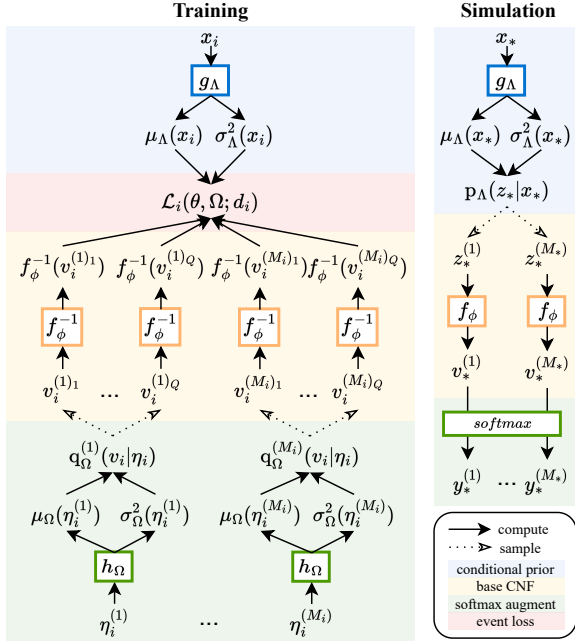 Training
x_i
g_Λ
μ_Λ(x_i) σ²_Λ(x_i)
ℒ_i(θ, Ω; d_i)
f_ϕ^{-1}(v_i^{(1)_1}) f_ϕ^{-1}(v_i^{(1)_Q}) f_ϕ^{-1}(v_i^{(M_i)_1}) f_ϕ^{-1}(v_i^{(M_i)_Q})
f_ϕ^{-1} f_ϕ^{-1} f_ϕ^{-1} f_ϕ^{-1}
v_i^{(1)_1} ... v_i^{(1)_Q} v_i^{(M_i)_1} ... v_i^{(M_i)_Q}
q_Ω^{(1)}(v_i|η_i) q_Ω^{(M_i)}(v_i|η_i)
μ_Ω(η_i^{(1)}) σ²_Ω(η_i^{(1)}) μ_Ω(η_i^{(M_i)}) σ²_Ω(η_i^{(M_i)})
h_Ω h_Ω
η_i^{(1)} ... η_i^{(M_i)}
Simulation
x_*
g_Λ
μ_Λ(x_*) σ²_Λ(x_*)
p_Λ(z_*|x_*)
z_*^{(1)} z_*^{(M_*)}
f_ϕ f_ϕ
v_*^{(1)} v_*^{(M_*)}
softmax
y_*^{(1)} ... y_*^{(M_*)}
compute
sample
conditional prior
base CNF
softmax augment
event loss